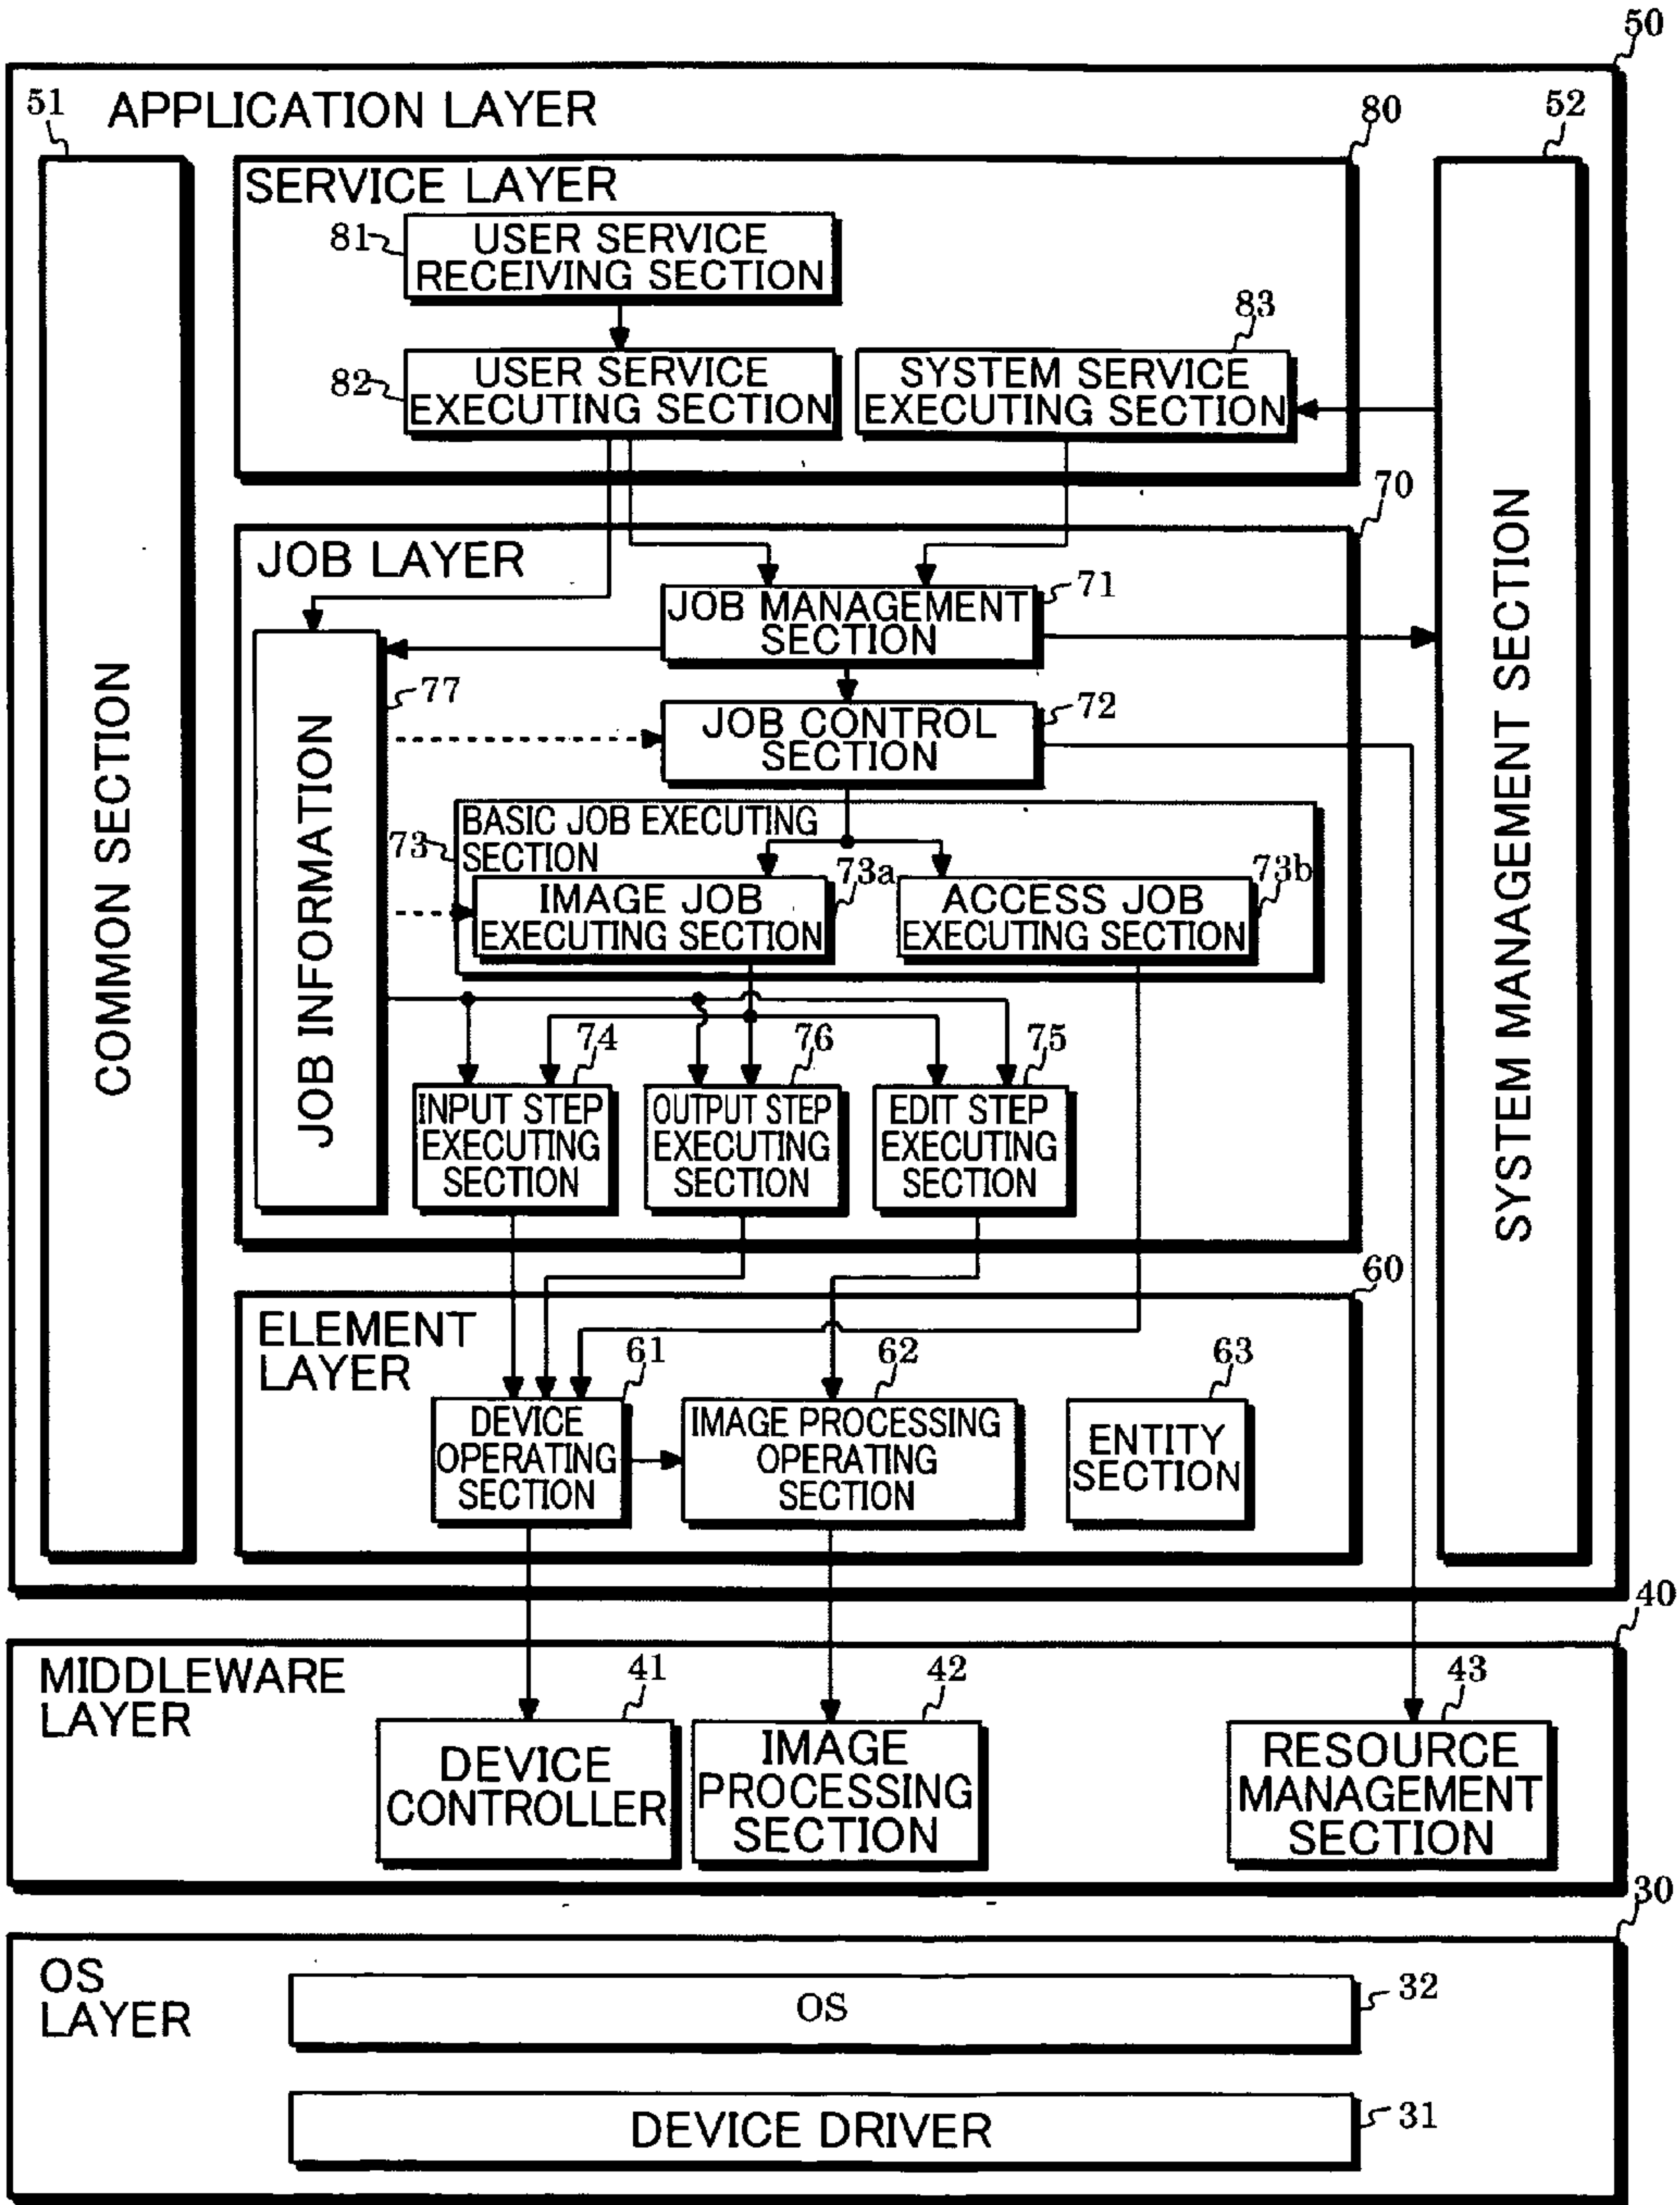 50
APPLICATION LAYER
51
COMMON SECTION
52
SYSTEM MANAGEMENT SECTION
80
SERVICE LAYER
81
USER SERVICE
RECEIVING SECTION
82
USER SERVICE
EXECUTING SECTION
83
SYSTEM SERVICE
EXECUTING SECTION
70
JOB LAYER
71
JOB MANAGEMENT
SECTION
77
JOB INFORMATION
72
JOB CONTROL
SECTION
73
BASIC JOB EXECUTING
SECTION
73a
IMAGE JOB
EXECUTING SECTION
73b
ACCESS JOB
EXECUTING SECTION
74
INPUT STEP
EXECUTING
SECTION
76
OUTPUT STEP
EXECUTING
SECTION
75
EDIT STEP
EXECUTING
SECTION
60
ELEMENT
LAYER
61
DEVICE
OPERATING
SECTION
62
IMAGE PROCESSING
OPERATING
SECTION
63
ENTITY
SECTION
40
MIDDLEWARE
LAYER
41
DEVICE
CONTROLLER
42
IMAGE
PROCESSING
SECTION
43
RESOURCE
MANAGEMENT
SECTION
30
OS
LAYER
OS
32
DEVICE DRIVER
31